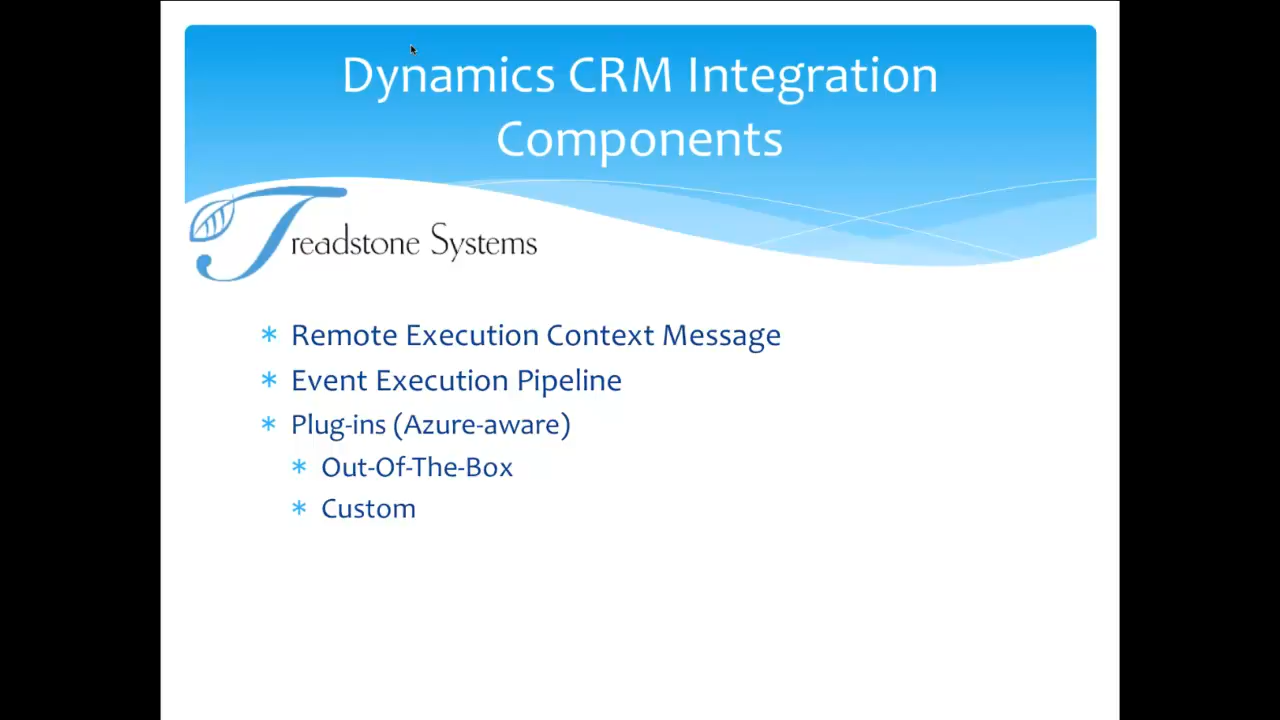 Dynamics CRM Integration
Components
Treadstone Systems
* Remote Execution Context Message
* Event Execution Pipeline
* Plug-ins (Azure-aware)
* Out-Of-The-Box
* Custom